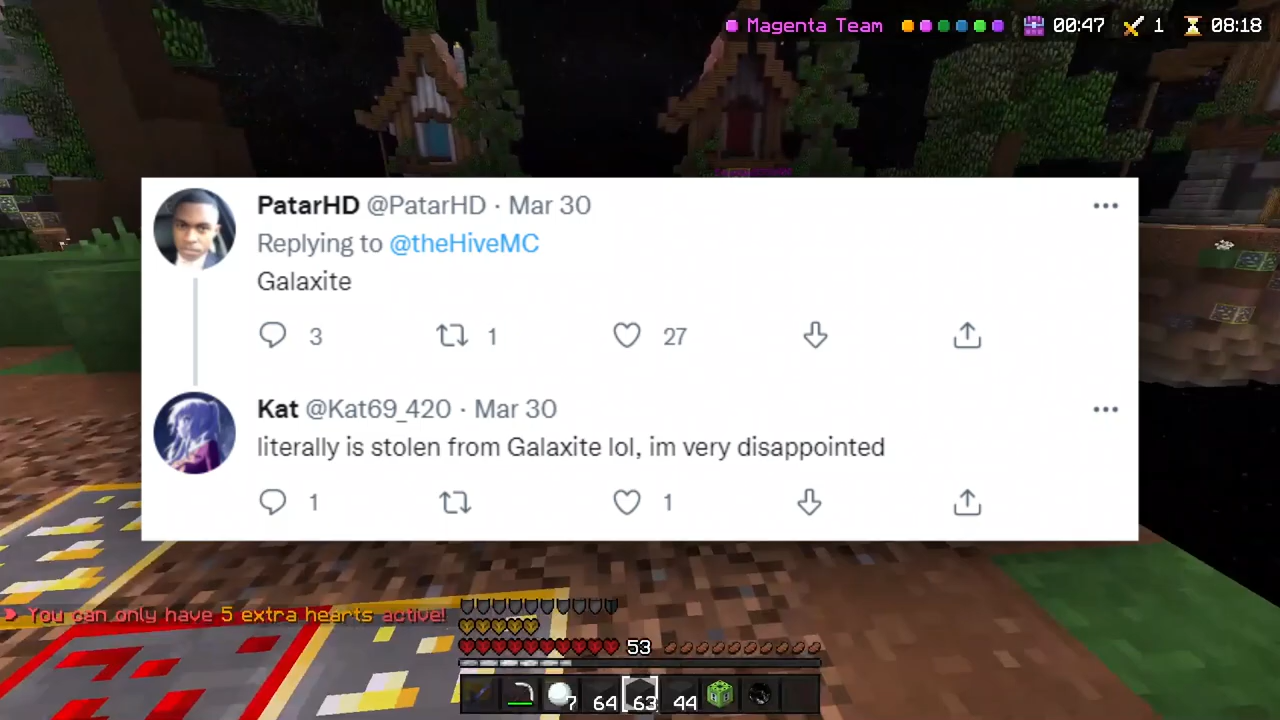 Magenta Team 00:47 1 08:18
PatarHD @PatarHD · Mar 30
Replying to @theHiveMC
Galaxite
3 1 27
Kat @Kat69_420 · Mar 30
literally is stolen from Galaxite lol, im very disappointed
1 1
You can only have 5 extra hearts active!
53
7 64 63 44